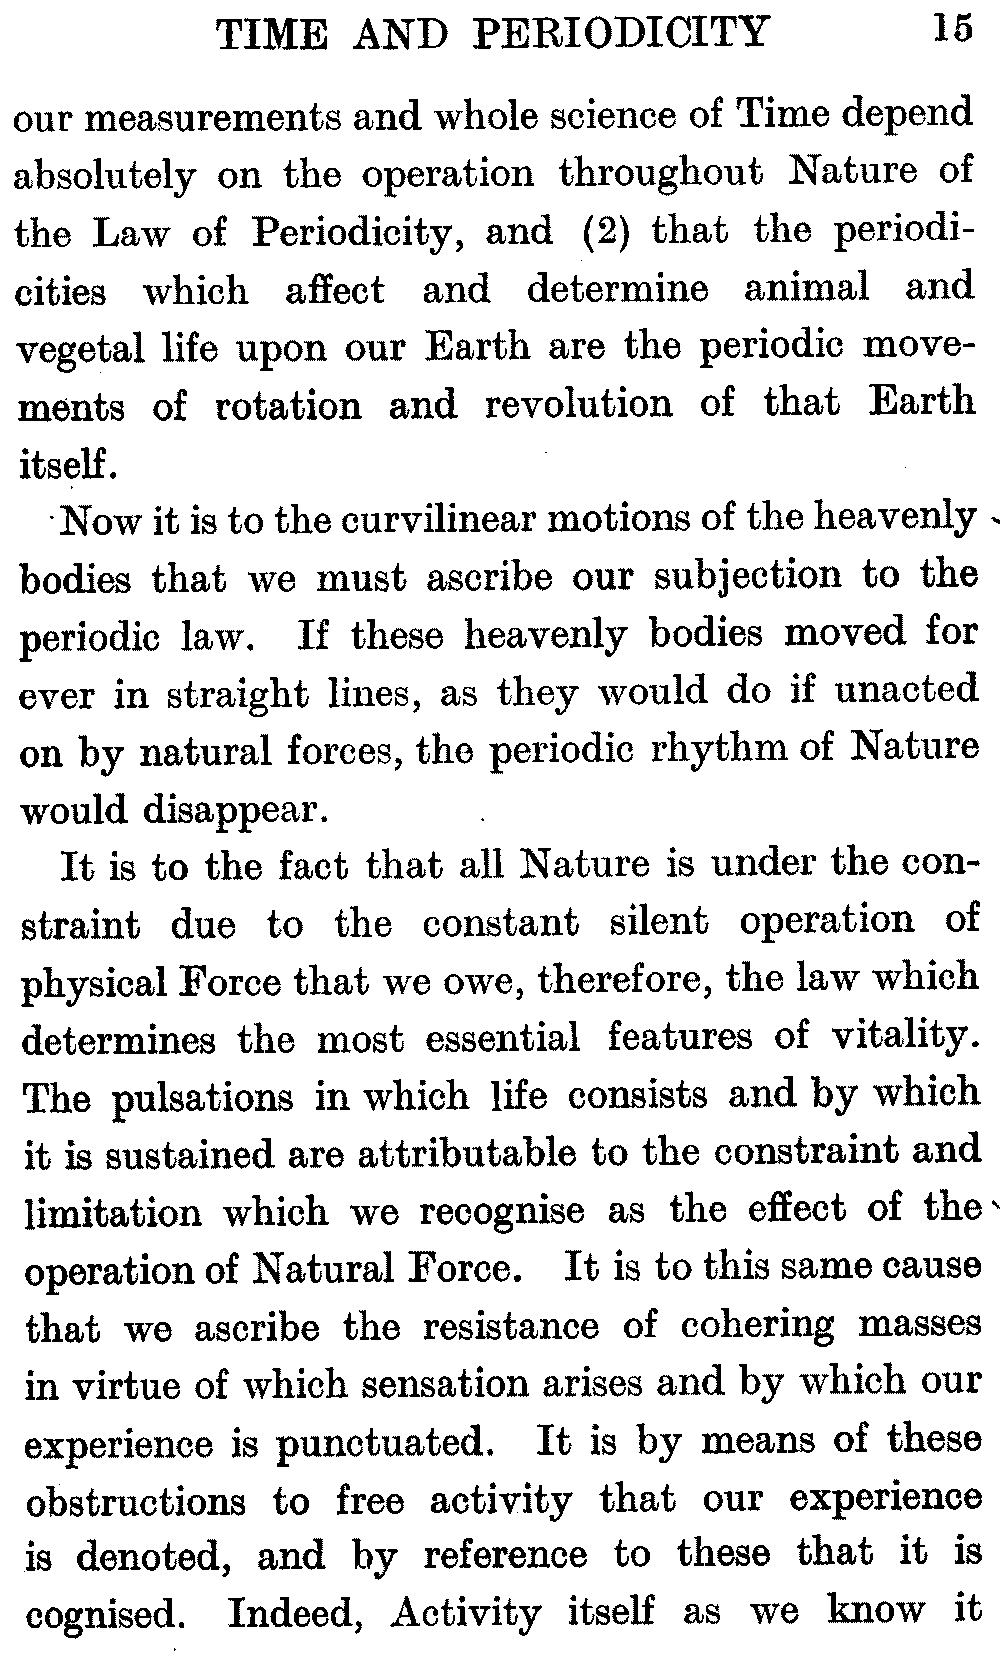 TIME AND PERIODICITY 15
our measurements and whole science of Time depend
absolutely on the operation throughout Nature of
the Law of Periodicity, and (2) that the periodi-
cities which affect and determine animal and
vegetal life upon our Earth are the periodic move-
ments of rotation and revolution of that Earth
itself.
Now it is to the curvilinear motions of the heavenly
bodies that we must ascribe our subjection to the
periodic law. If these heavenly bodies moved for
ever in straight lines, as they would do if unacted
on by natural forces, the periodic rhythm of Nature
would disappear.
It is to the fact that all Nature is under the con-
straint due to the constant silent operation of
physical Force that we owe, therefore, the law which
determines the most essential features of vitality.
The pulsations in which life consists and by which
it is sustained are attributable to the constraint and
limitation which we recognise as the effect of the
operation of Natural Force. It is to this same cause
that we ascribe the resistance of cohering masses
in virtue of which sensation arises and by which our
experience is punctuated. It is by means of these
obstructions to free activity that our experience
is denoted, and by reference to these that it is
cognised. Indeed, Activity itself as we know it